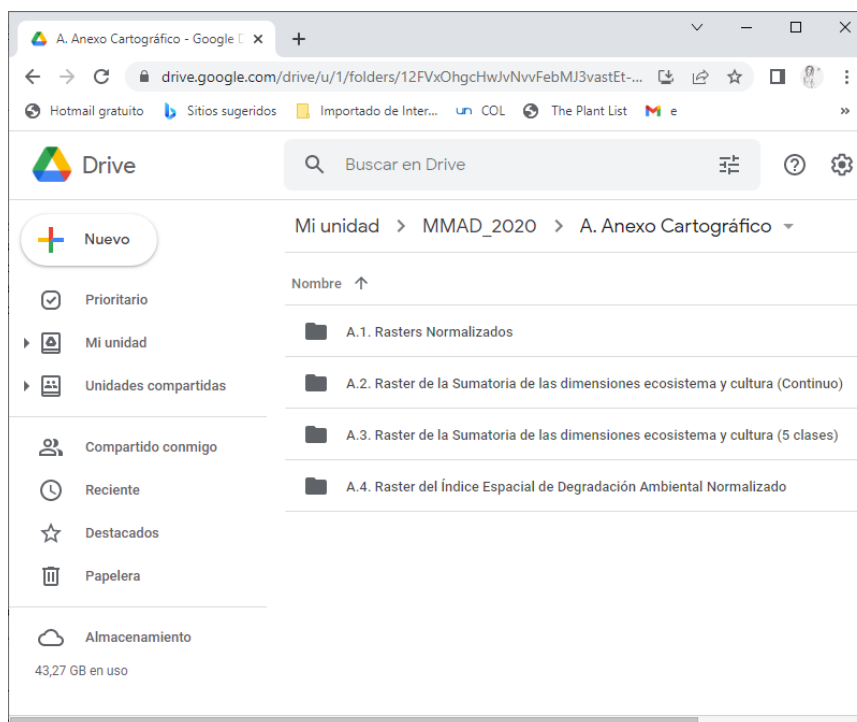 A. Anexo Cartográfico - Google D
drive.google.com/drive/u/1/folders/12FVxOhgcHwJvNvvFebMJ3vastEt-...
Hotmail gratuito Sitios sugeridos Importado de Inter... un COL The Plant List M e »
Drive Buscar en Drive
Nuevo
Mi unidad > MMAD_2020 > A. Anexo Cartográfico
Nombre
Prioritario
Mi unidad
Unidades compartidas
Compartido conmigo
Reciente
Destacados
Papelera
Almacenamiento
43,27 GB en uso
A.1. Rasters Normalizados
A.2. Raster de la Sumatoria de las dimensiones ecosistema y cultura (Continuo)
A.3. Raster de la Sumatoria de las dimensiones ecosistema y cultura (5 clases)
A.4. Raster del Índice Espacial de Degradación Ambiental Normalizado